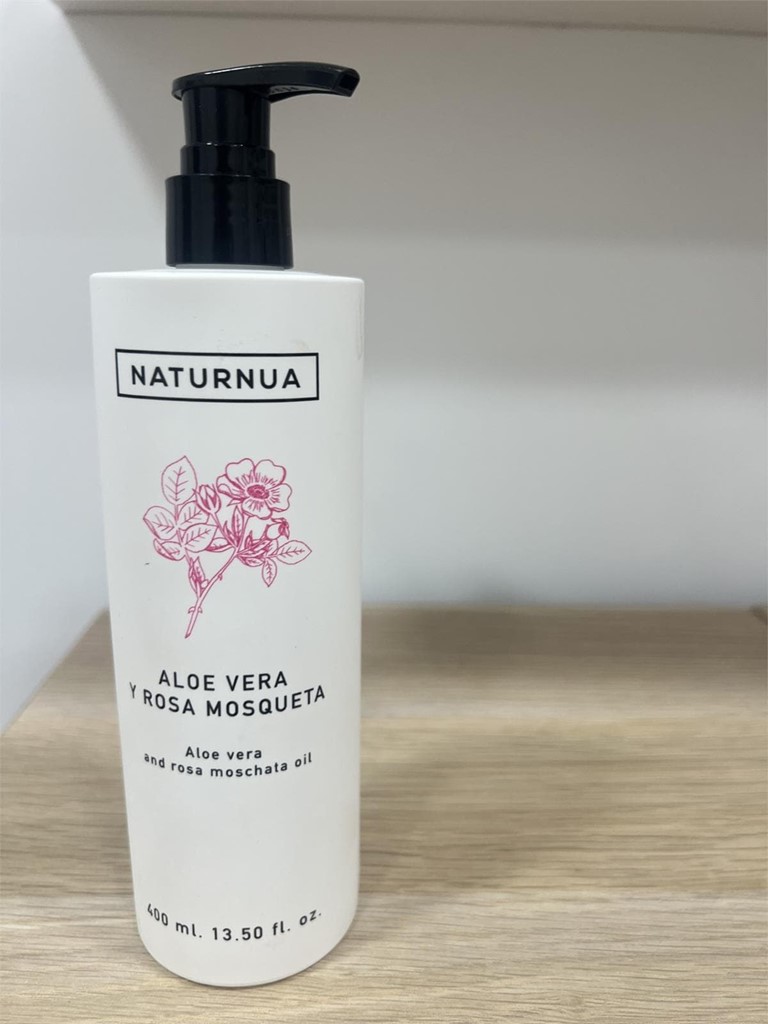 NATURNUA
ALOE VERA
Y ROSA MOSQUETA
Aloe vera
and rosa moschata oil
400 ml. 13.50 fl. oz.